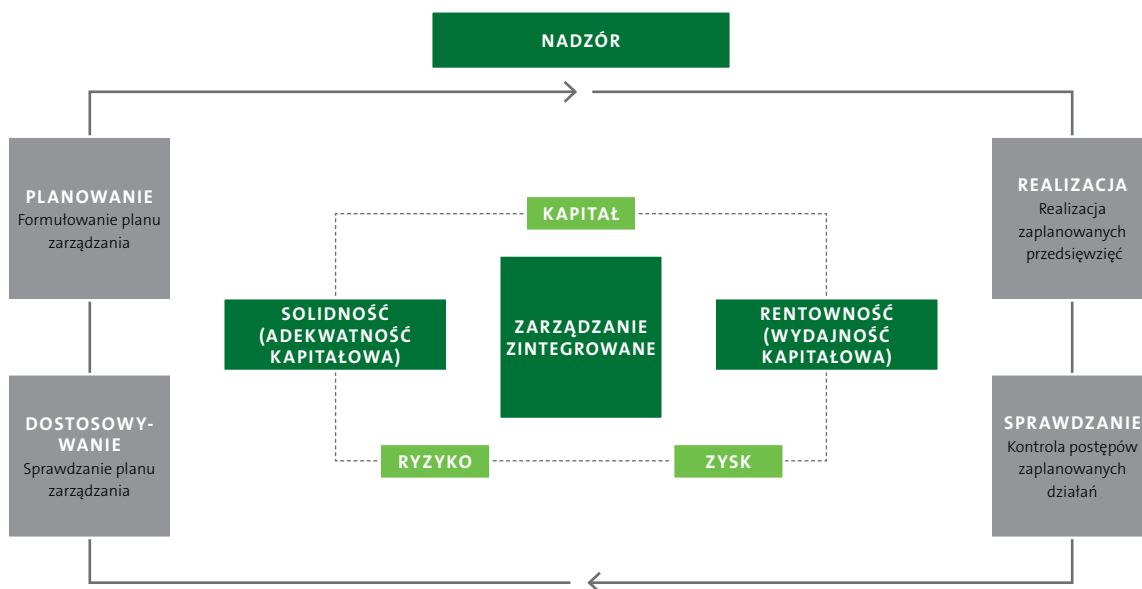 NADZÓR
PLANOWANIE
Formułowanie planu
zarządzania
REALIZACJA
Realizacja
zaplanowanych
przedsięwzięć
KAPITAŁ
SOLIDNOŚĆ
(ADEKWATNOŚĆ
KAPITAŁOWA)
ZARZĄDZANIE
ZINTEGROWANE
RENTOWNOŚĆ
(WYDAJNOŚĆ
KAPITAŁOWA)
DOSTOSOWY-
WANIE
Sprawdzanie planu
zarządzania
RYZYKO
ZYSK
SPRAWDZANIE
Kontrola postępów
zaplanowanych
działań